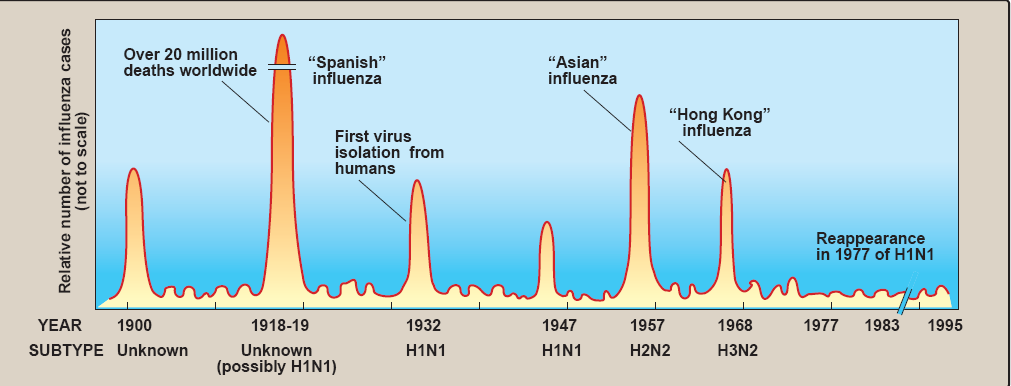 Relative number of influenza cases
(not to scale)
Over 20 million
deaths worldwide
“Spanish”
influenza
First virus
isolation from
humans
“Asian”
influenza
“Hong Kong”
influenza
Reappearance
in 1977 of H1N1
YEAR 1900 1918-19 1932 1947 1957 1968 1977 1983 1995
SUBTYPE Unknown Unknown H1N1 H1N1 H2N2 H3N2
(possibly H1N1)